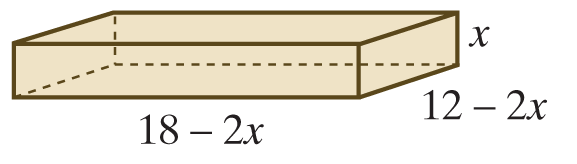 x
12 – 2x
18 – 2x